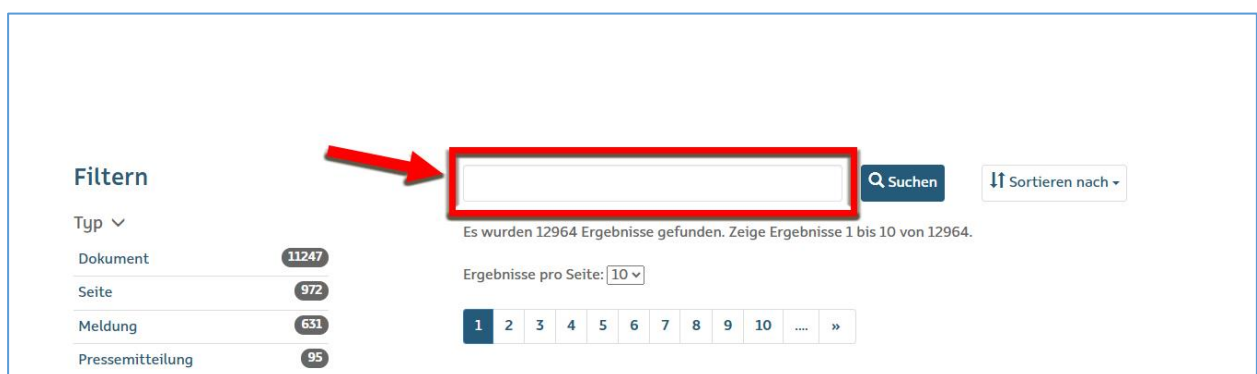 Filtern
Typ
Dokument 11247
Seite 972
Meldung 631
Pressemitteilung 95
Suchen
Sortieren nach
Es wurden 12964 Ergebnisse gefunden. Zeige Ergebnisse 1 bis 10 von 12964.
Ergebnisse pro Seite: 10
1 2 3 4 5 6 7 8 9 10 .... »